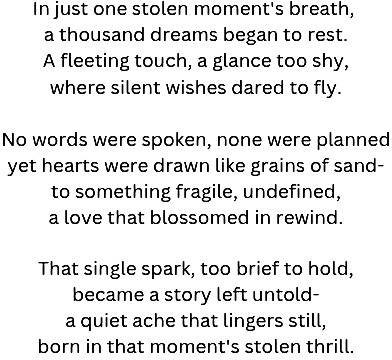 In just one stolen moment's breath,
a thousand dreams began to rest.
A fleeting touch, a glance too shy,
where silent wishes dared to fly.

No words were spoken, none were planned
yet hearts were drawn like grains of sand-
to something fragile, undefined,
a love that blossomed in rewind.

That single spark, too brief to hold,
became a story left untold-
a quiet ache that lingers still,
born in that moment's stolen thrill.